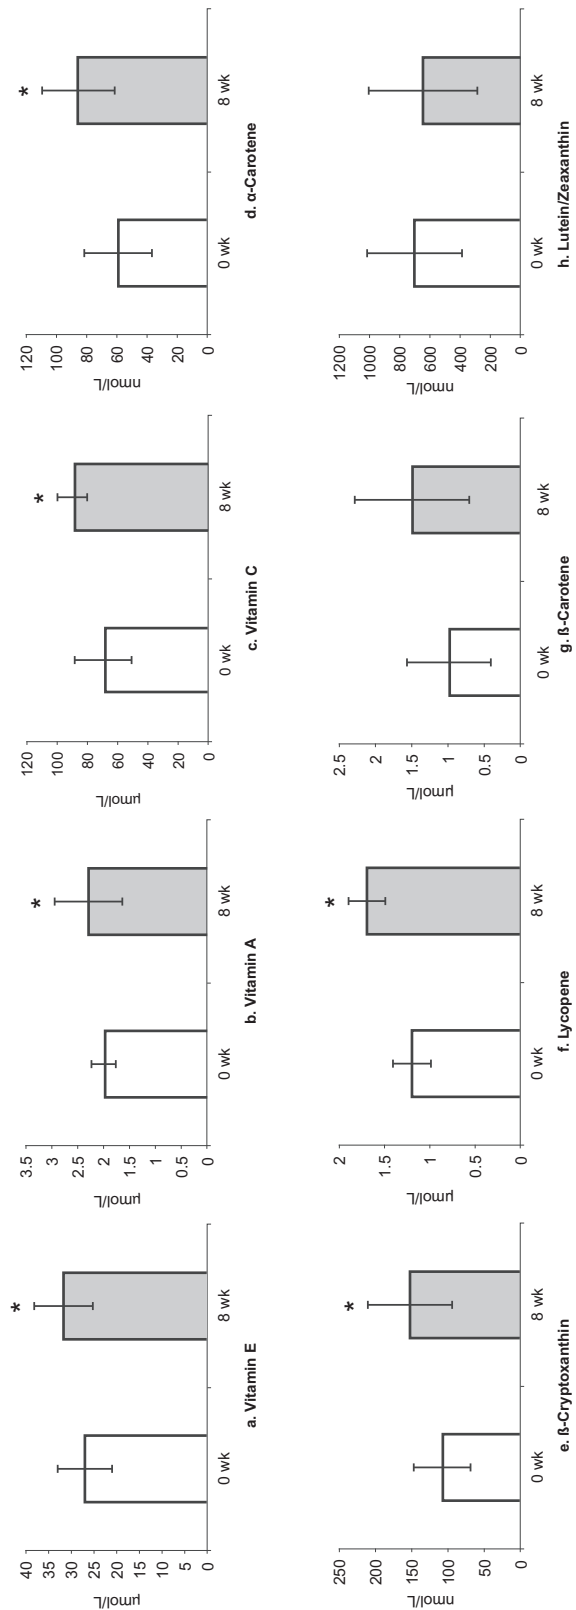 µmol/L
40
35
30
25
20
15
10
5
0
*
0 wk
8 wk
a. Vitamin E
µmol/L
3.5
3
2.5
2
1.5
1
0.5
0
*
0 wk
8 wk
b. Vitamin A
µmol/L
120
100
80
60
40
20
0
*
0 wk
8 wk
c. Vitamin C
nmol/L
120
100
80
60
40
20
0
*
0 wk
8 wk
d. α-Carotene
nmol/L
250
200
150
100
50
0
*
0 wk
8 wk
e. ß-Cryptoxanthin
µmol/L
2
1.5
1
0.5
0
*
0 wk
8 wk
f. Lycopene
µmol/L
2.5
2
1.5
1
0.5
0
0 wk
8 wk
g. ß-Carotene
nmol/L
1200
1000
800
600
400
200
0
0 wk
8 wk
h. Lutein/Zeaxanthin